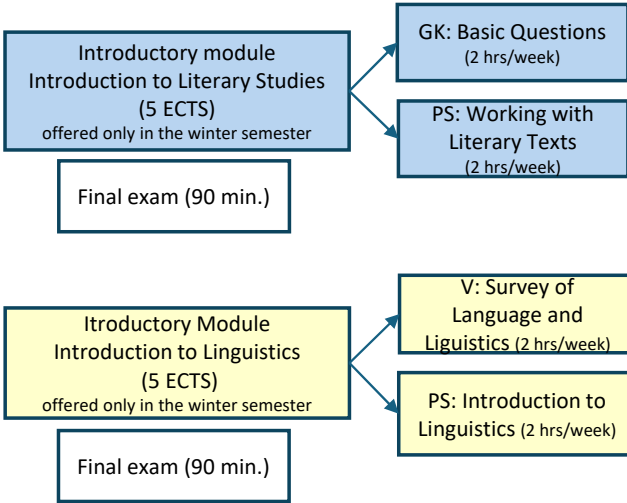 Introductory module
Introduction to Literary Studies
(5 ECTS)
offered only in the winter semester
GK: Basic Questions
(2 hrs/week)
PS: Working with
Literary Texts
(2 hrs/week)
Final exam (90 min.)
Itroductory Module
Introduction to Linguistics
(5 ECTS)
offered only in the winter semester
V: Survey of
Language and
Liguistics (2 hrs/week)
PS: Introduction to
Linguistics (2 hrs/week)
Final exam (90 min.)